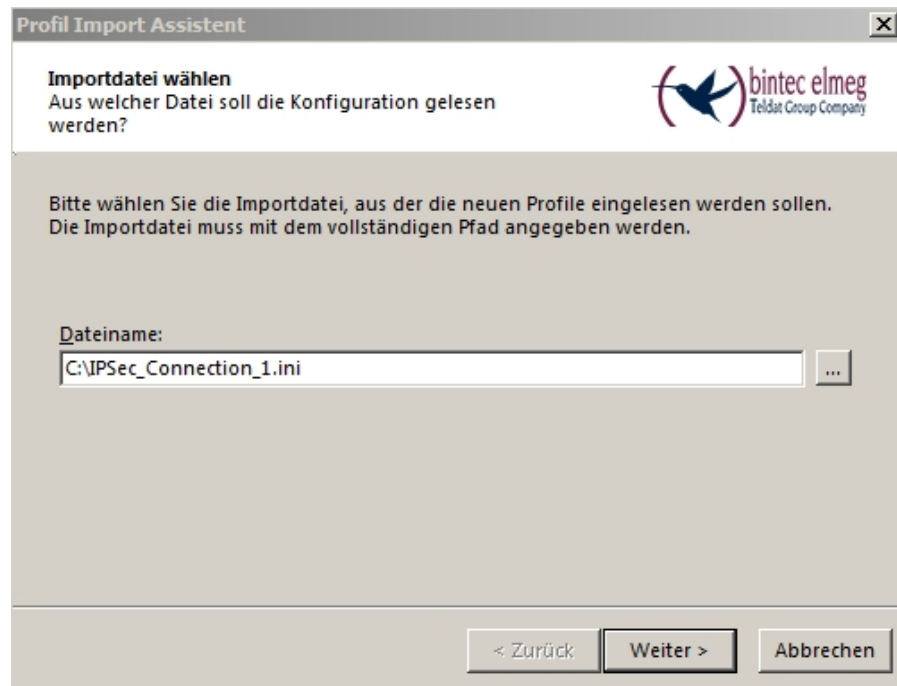 Profil Import Assistent
Importdatei wählen
Aus welcher Datei soll die Konfiguration gelesen
werden?
bintec elmeg
Teldat Group Company
Bitte wählen Sie die Importdatei, aus der die neuen Profile eingelesen werden sollen.
Die Importdatei muss mit dem vollständigen Pfad angegeben werden.
Dateiname:
C:\IPSec_Connection_1.ini
...
< Zurück
Weiter >
Abbrechen